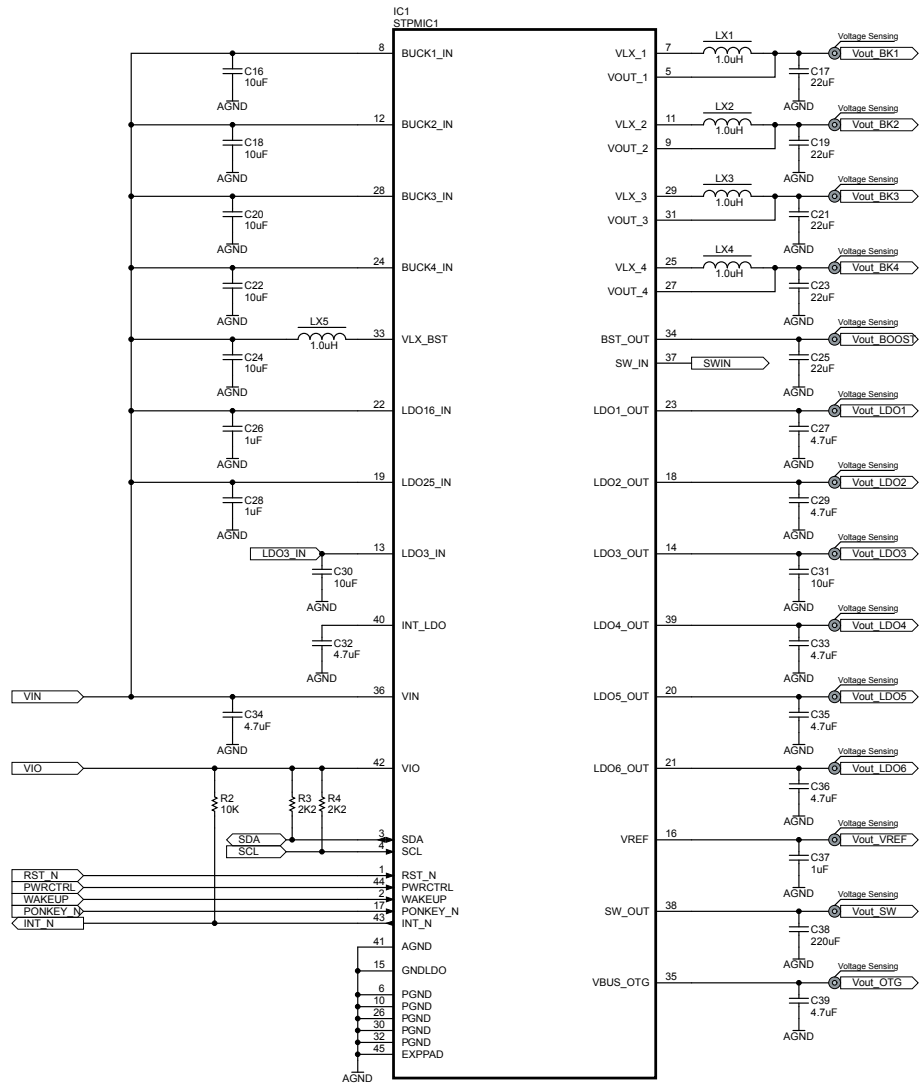 IC1
STPMIC1
8
BUCK1_IN
C16
10uF
AGND
12
BUCK2_IN
C18
10uF
AGND
28
BUCK3_IN
C20
10uF
AGND
24
BUCK4_IN
C22
10uF
AGND
LX5
1.0uH
33
VLX_BST
C24
10uF
AGND
22
LDO16_IN
C26
1uF
AGND
19
LDO25_IN
C28
1uF
AGND
LDO3_IN
13
LDO3_IN
C30
10uF
AGND
40
INT_LDO
C32
4.7uF
AGND
VIN
36
VIN
C34
4.7uF
AGND
VIO
42
VIO
R2
10K
R3
2K2
R4
2K2
SDA
3
SDA
SCL
4
SCL
RST_N
1
RST_N
PWRCTRL
44
PWRCTRL
WAKEUP
2
WAKEUP
PONKEY_N
17
PONKEY_N
INT_N
43
INT_N
41
AGND
15
GNDLDO
6
PGND
10
PGND
26
PGND
30
PGND
32
PGND
45
EXPPAD
AGND
VLX_1
7
LX1
1.0uH
VOUT_1
5
Voltage Sensing
Vout_BK1
C17
22uF
AGND
VLX_2
11
LX2
1.0uH
VOUT_2
9
Voltage Sensing
Vout_BK2
C19
22uF
AGND
VLX_3
29
LX3
1.0uH
VOUT_3
31
Voltage Sensing
Vout_BK3
C21
22uF
AGND
VLX_4
25
LX4
1.0uH
VOUT_4
27
Voltage Sensing
Vout_BK4
C23
22uF
AGND
BST_OUT
34
Voltage Sensing
Vout_BOOST
C25
22uF
AGND
SW_IN
37
SWIN
LDO1_OUT
23
Voltage Sensing
Vout_LDO1
C27
4.7uF
AGND
LDO2_OUT
18
Voltage Sensing
Vout_LDO2
C29
4.7uF
AGND
LDO3_OUT
14
Voltage Sensing
Vout_LDO3
C31
10uF
AGND
LDO4_OUT
39
Voltage Sensing
Vout_LDO4
C33
4.7uF
AGND
LDO5_OUT
20
Voltage Sensing
Vout_LDO5
C35
4.7uF
AGND
LDO6_OUT
21
Voltage Sensing
Vout_LDO6
C36
4.7uF
AGND
VREF
16
Voltage Sensing
Vout_VREF
C37
1uF
AGND
SW_OUT
38
Voltage Sensing
Vout_SW
C38
220uF
AGND
VBUS_OTG
35
Voltage Sensing
Vout_OTG
C39
4.7uF
AGND